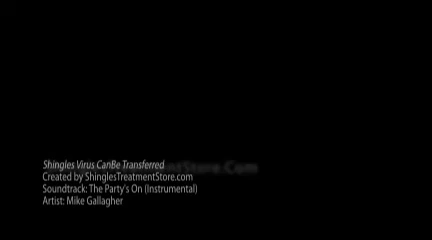 Shingles Virus CanBe Transferred
Created by ShinglesTreatmentStore.com
Soundtrack: The Party's On (Instrumental)
Artist: Mike Gallagher